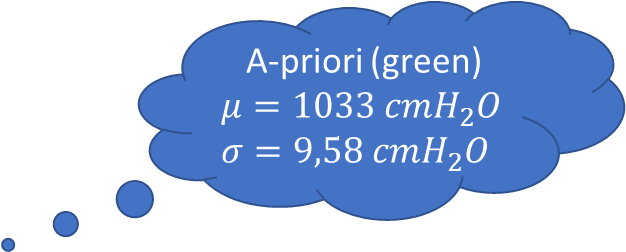 A-priori (green)
μ = 1033 cmH₂O
σ = 9,58 cmH₂O